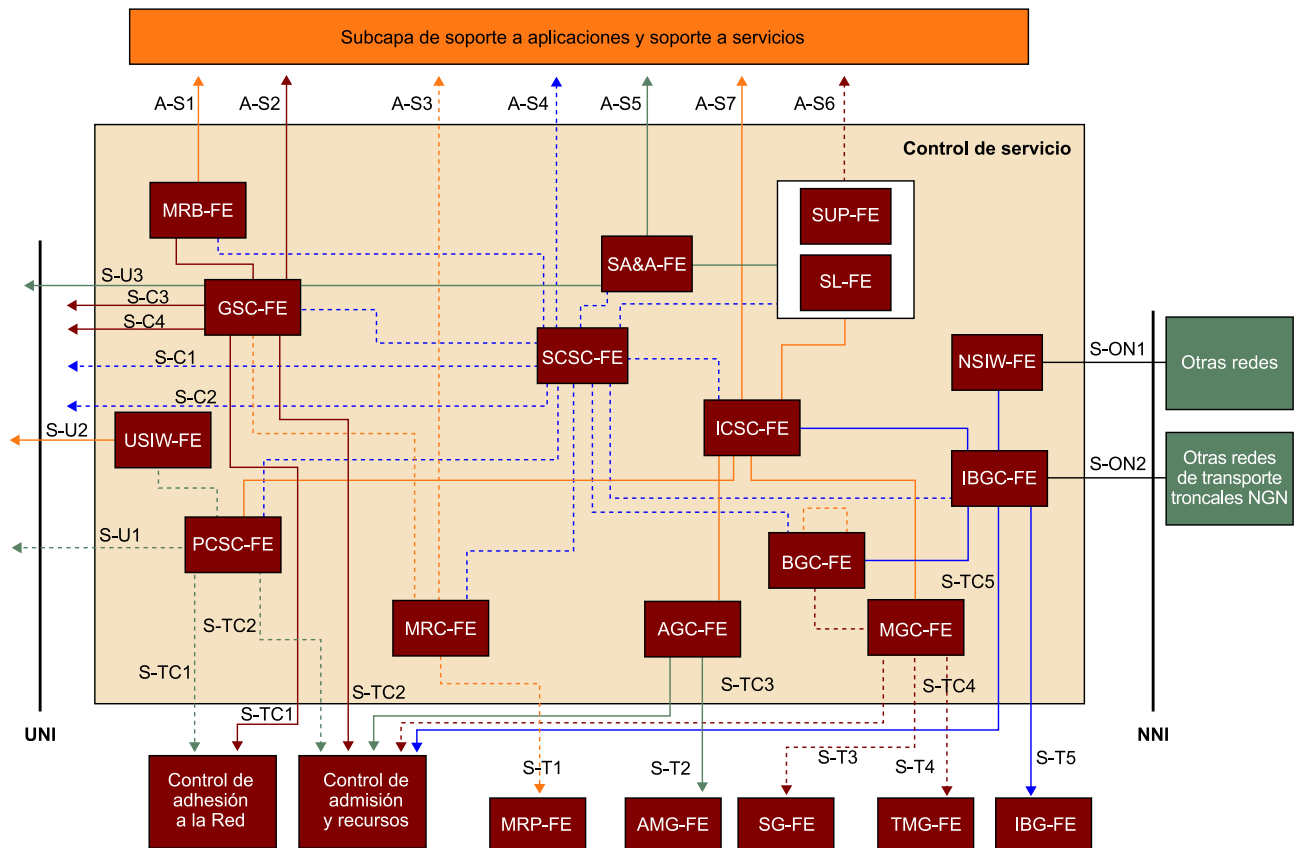 Subcapa de soporte a aplicaciones y soporte a servicios
A-S1
A-S2
A-S3
A-S4
A-S5
A-S7
A-S6
Control de servicio
MRB-FE
SUP-FE
SA&A-FE
SL-FE
S-U3
S-C3
GSC-FE
S-C4
S-C1
SCSC-FE
NSIW-FE
S-ON1
Otras redes
S-C2
S-U2
USIW-FE
ICSC-FE
IBGC-FE
S-ON2
Otras redes
de transporte
troncales NGN
S-U1
PCSC-FE
BGC-FE
S-TC5
MRC-FE
AGC-FE
MGC-FE
S-TC2
S-TC1
S-TC2
S-TC3
S-TC4
S-TC1
UNI
NNI
Control de
adhesión
a la Red
Control de
admisión
y recursos
S-T1
S-T2
S-T3
S-T4
S-T5
MRP-FE
AMG-FE
SG-FE
TMG-FE
IBG-FE